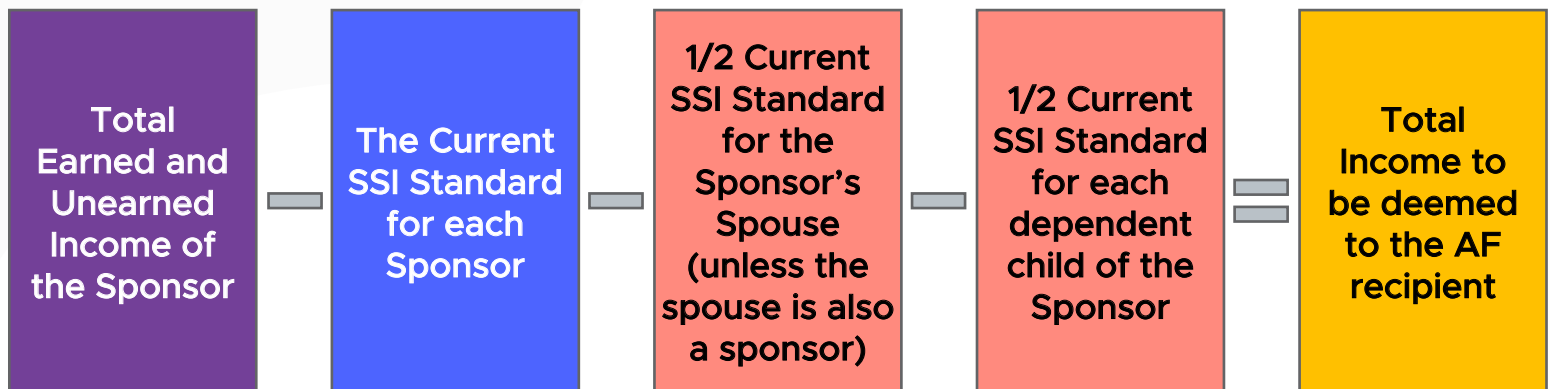 Total
Earned and
Unearned
Income of
the Sponsor
The Current
SSI Standard
for each
Sponsor
1/2 Current
SSI Standard
for the
Sponsor’s
Spouse
(unless the
spouse is also
a sponsor)
1/2 Current
SSI Standard
for each
dependent
child of the
Sponsor
Total
Income to
be deemed
to the AF
recipient